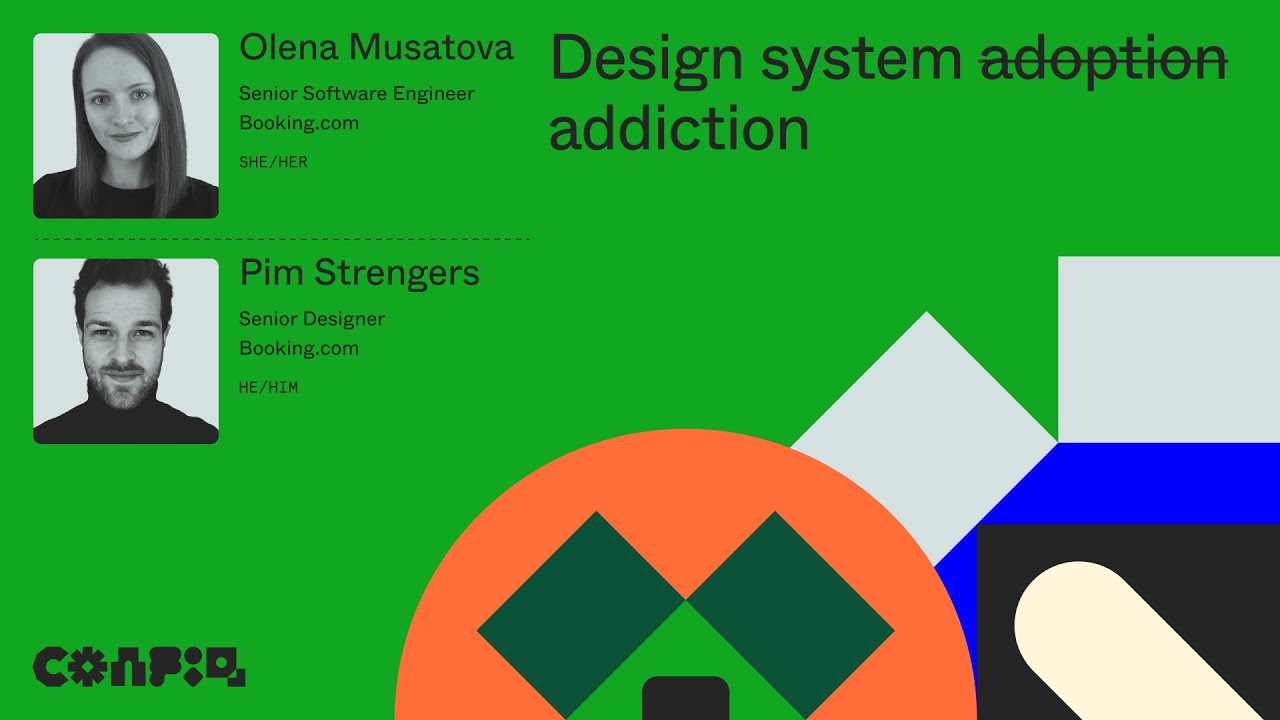 Olena Musatova
Senior Software Engineer
Booking.com
SHE/HER
Pim Strengers
Senior Designer
Booking.com
HE/HIM
Design system adoption
addiction
CONFIG